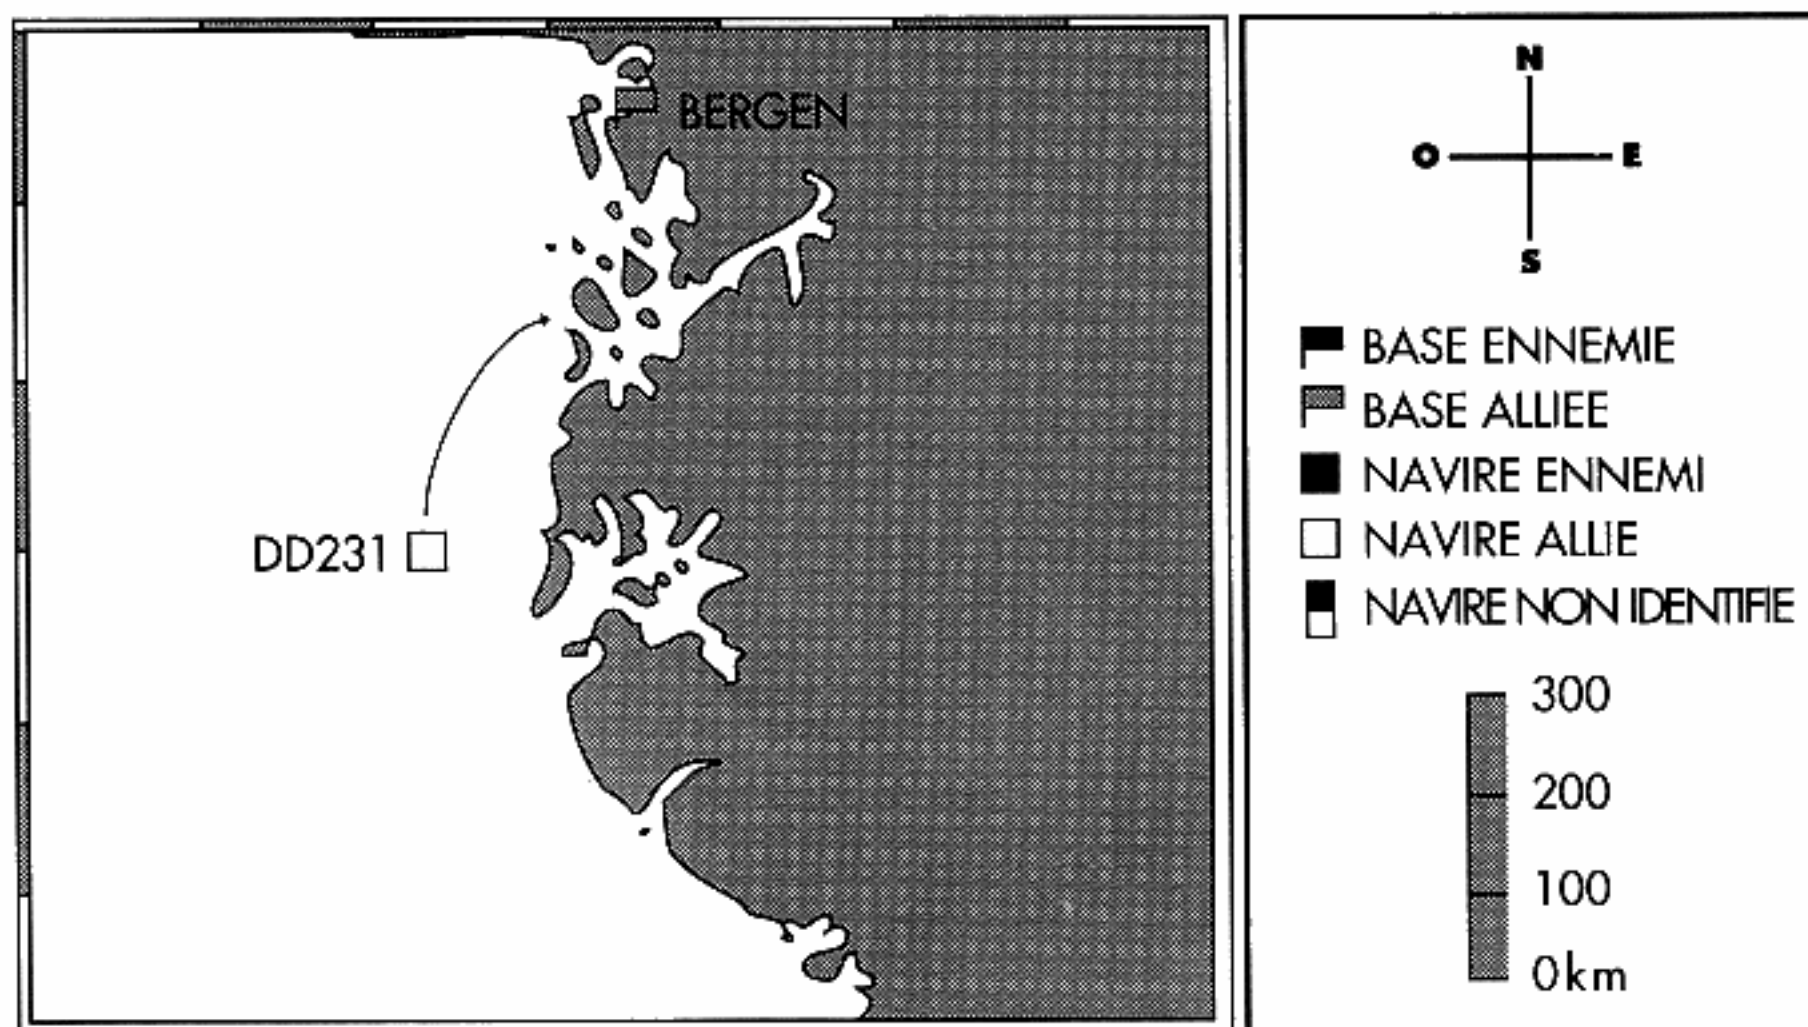 BERGEN
DD231
N
O E
S
BASE ENNEMIE
BASE ALLIEE
NAVIRE ENNEMI
NAVIRE ALLIE
NAVIRE NON IDENTIFIE
300
200
100
0km